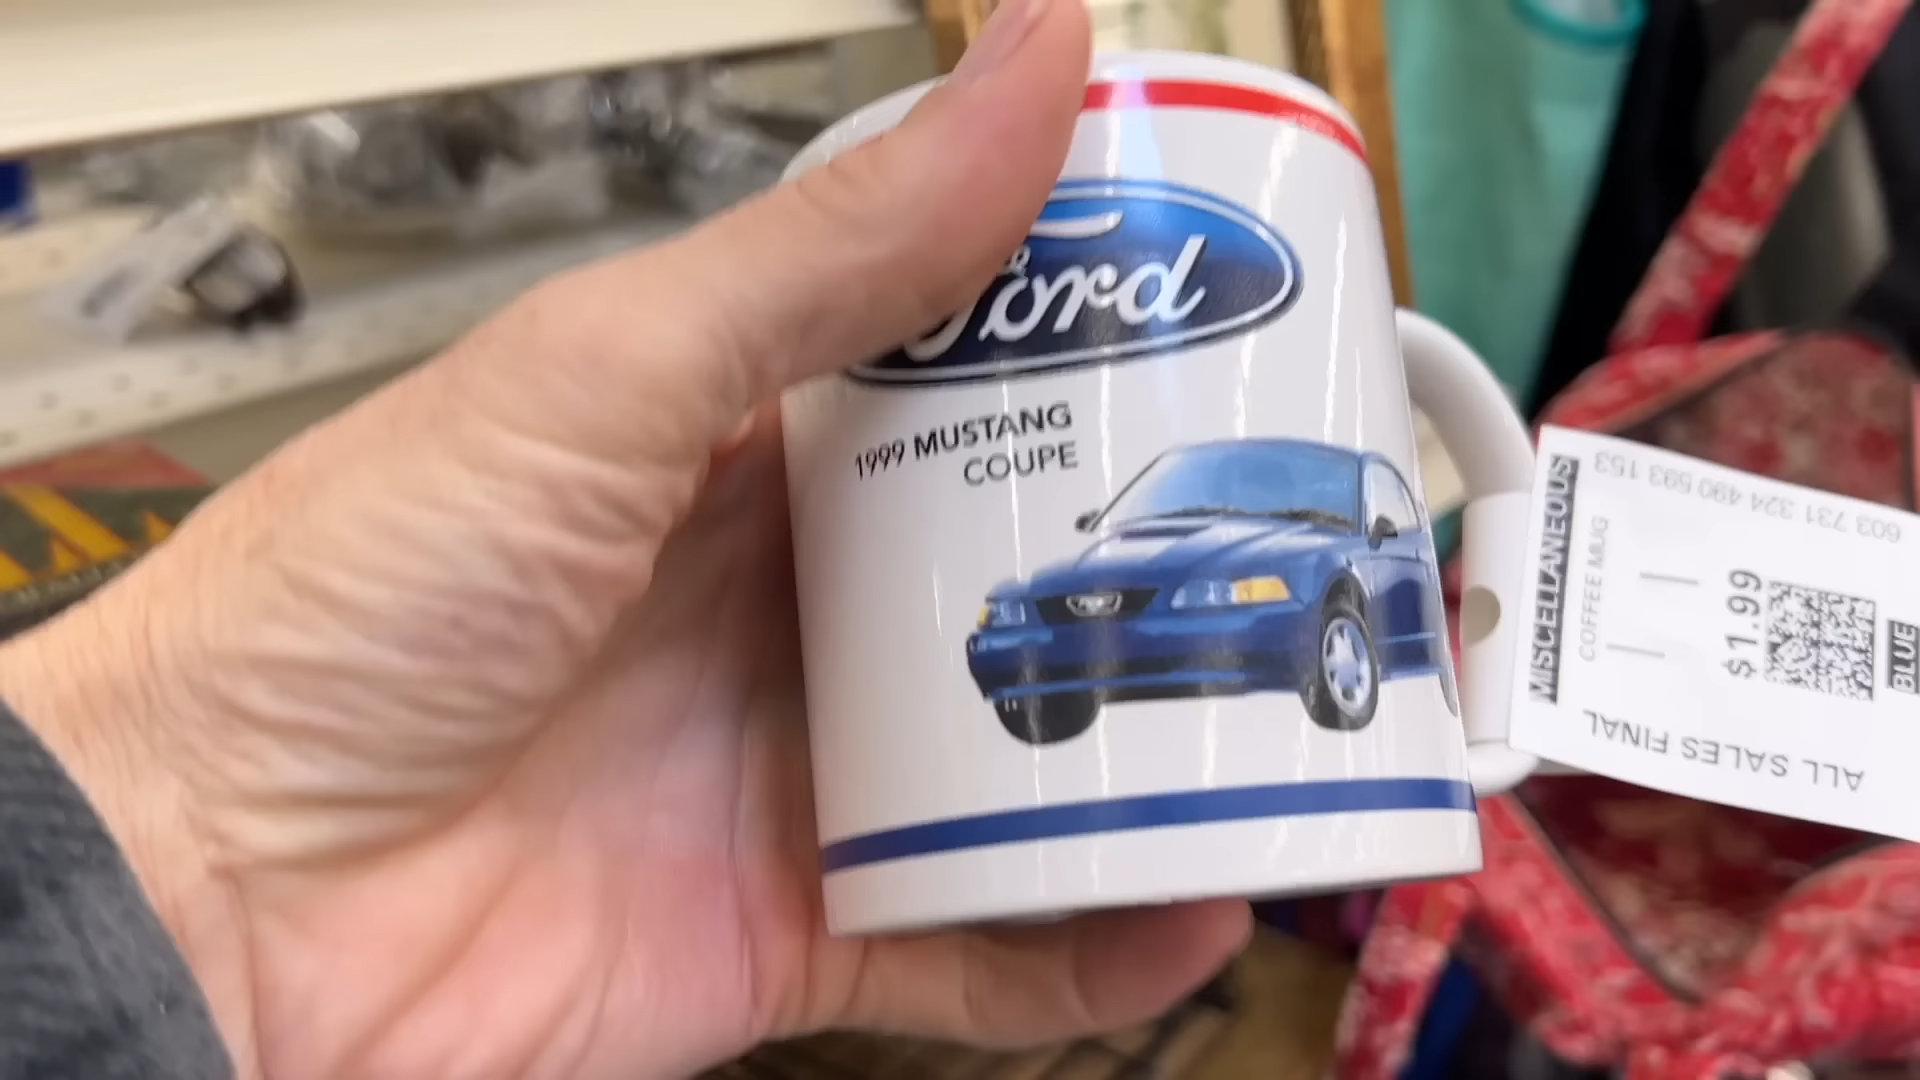 Ford
1999 MUSTANG
COUPE
MISCELLANEOUS
COFFEE MUG
$1.99
BLUE
603 731 324 490 593 153
ALL SALES FINAL